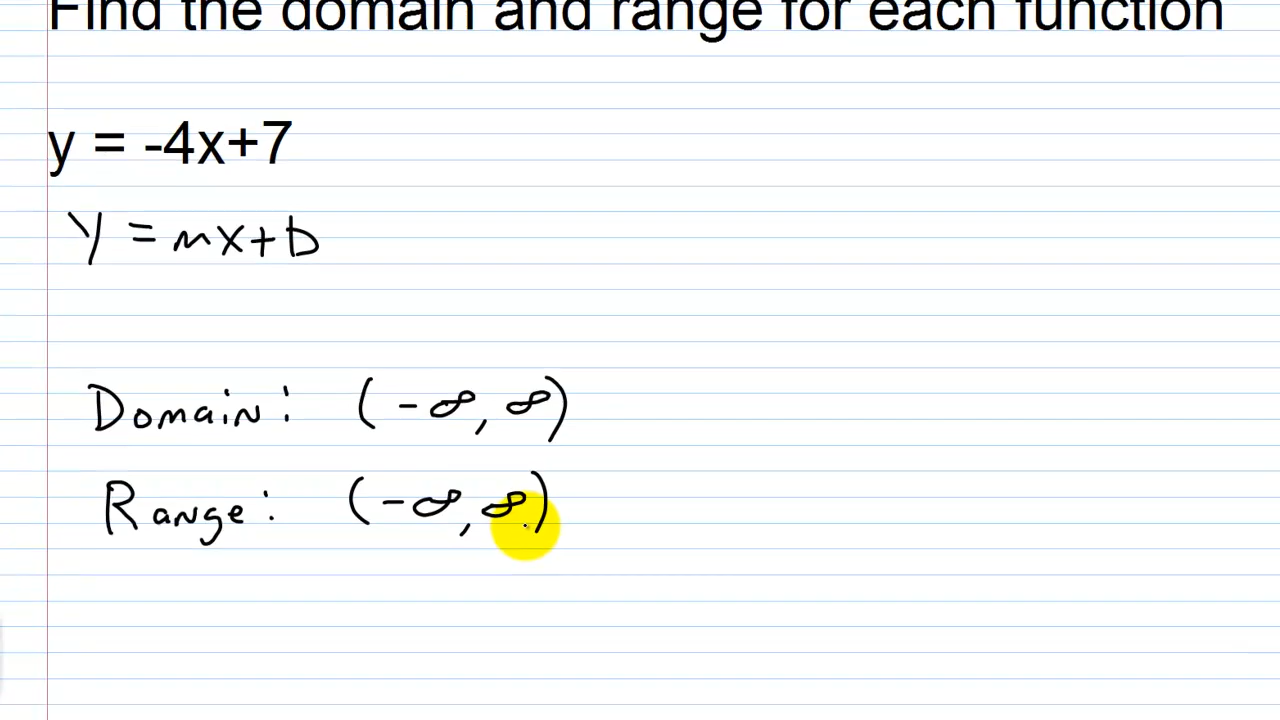 Find the domain and range for each function
y = -4x+7
y = mx+b
Domain: (-∞, ∞)
Range: (-∞, ∞)